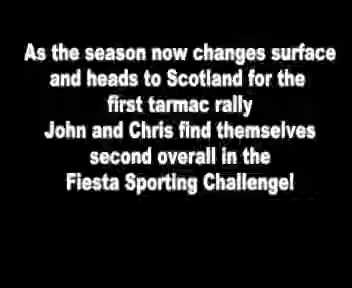 As the season now changes surface
and heads to Scotland for the
first tarmac rally
John and Chris find themselves
second overall in the
Fiesta Sporting Challenge!